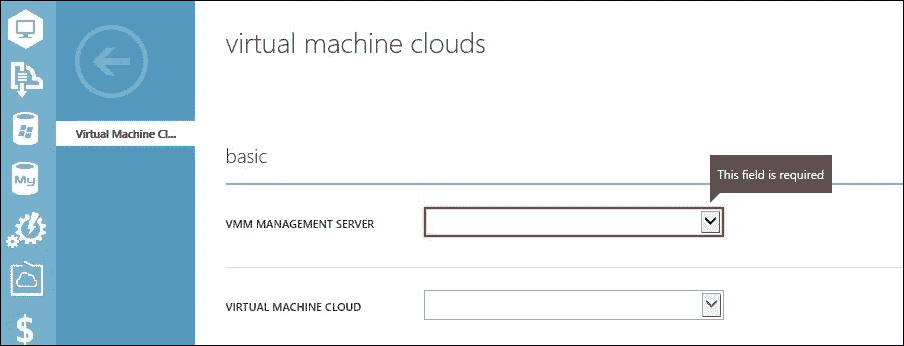 virtual machine clouds
Virtual Machine Cl...
basic
This field is required
VMM MANAGEMENT SERVER
VIRTUAL MACHINE CLOUD
My
$